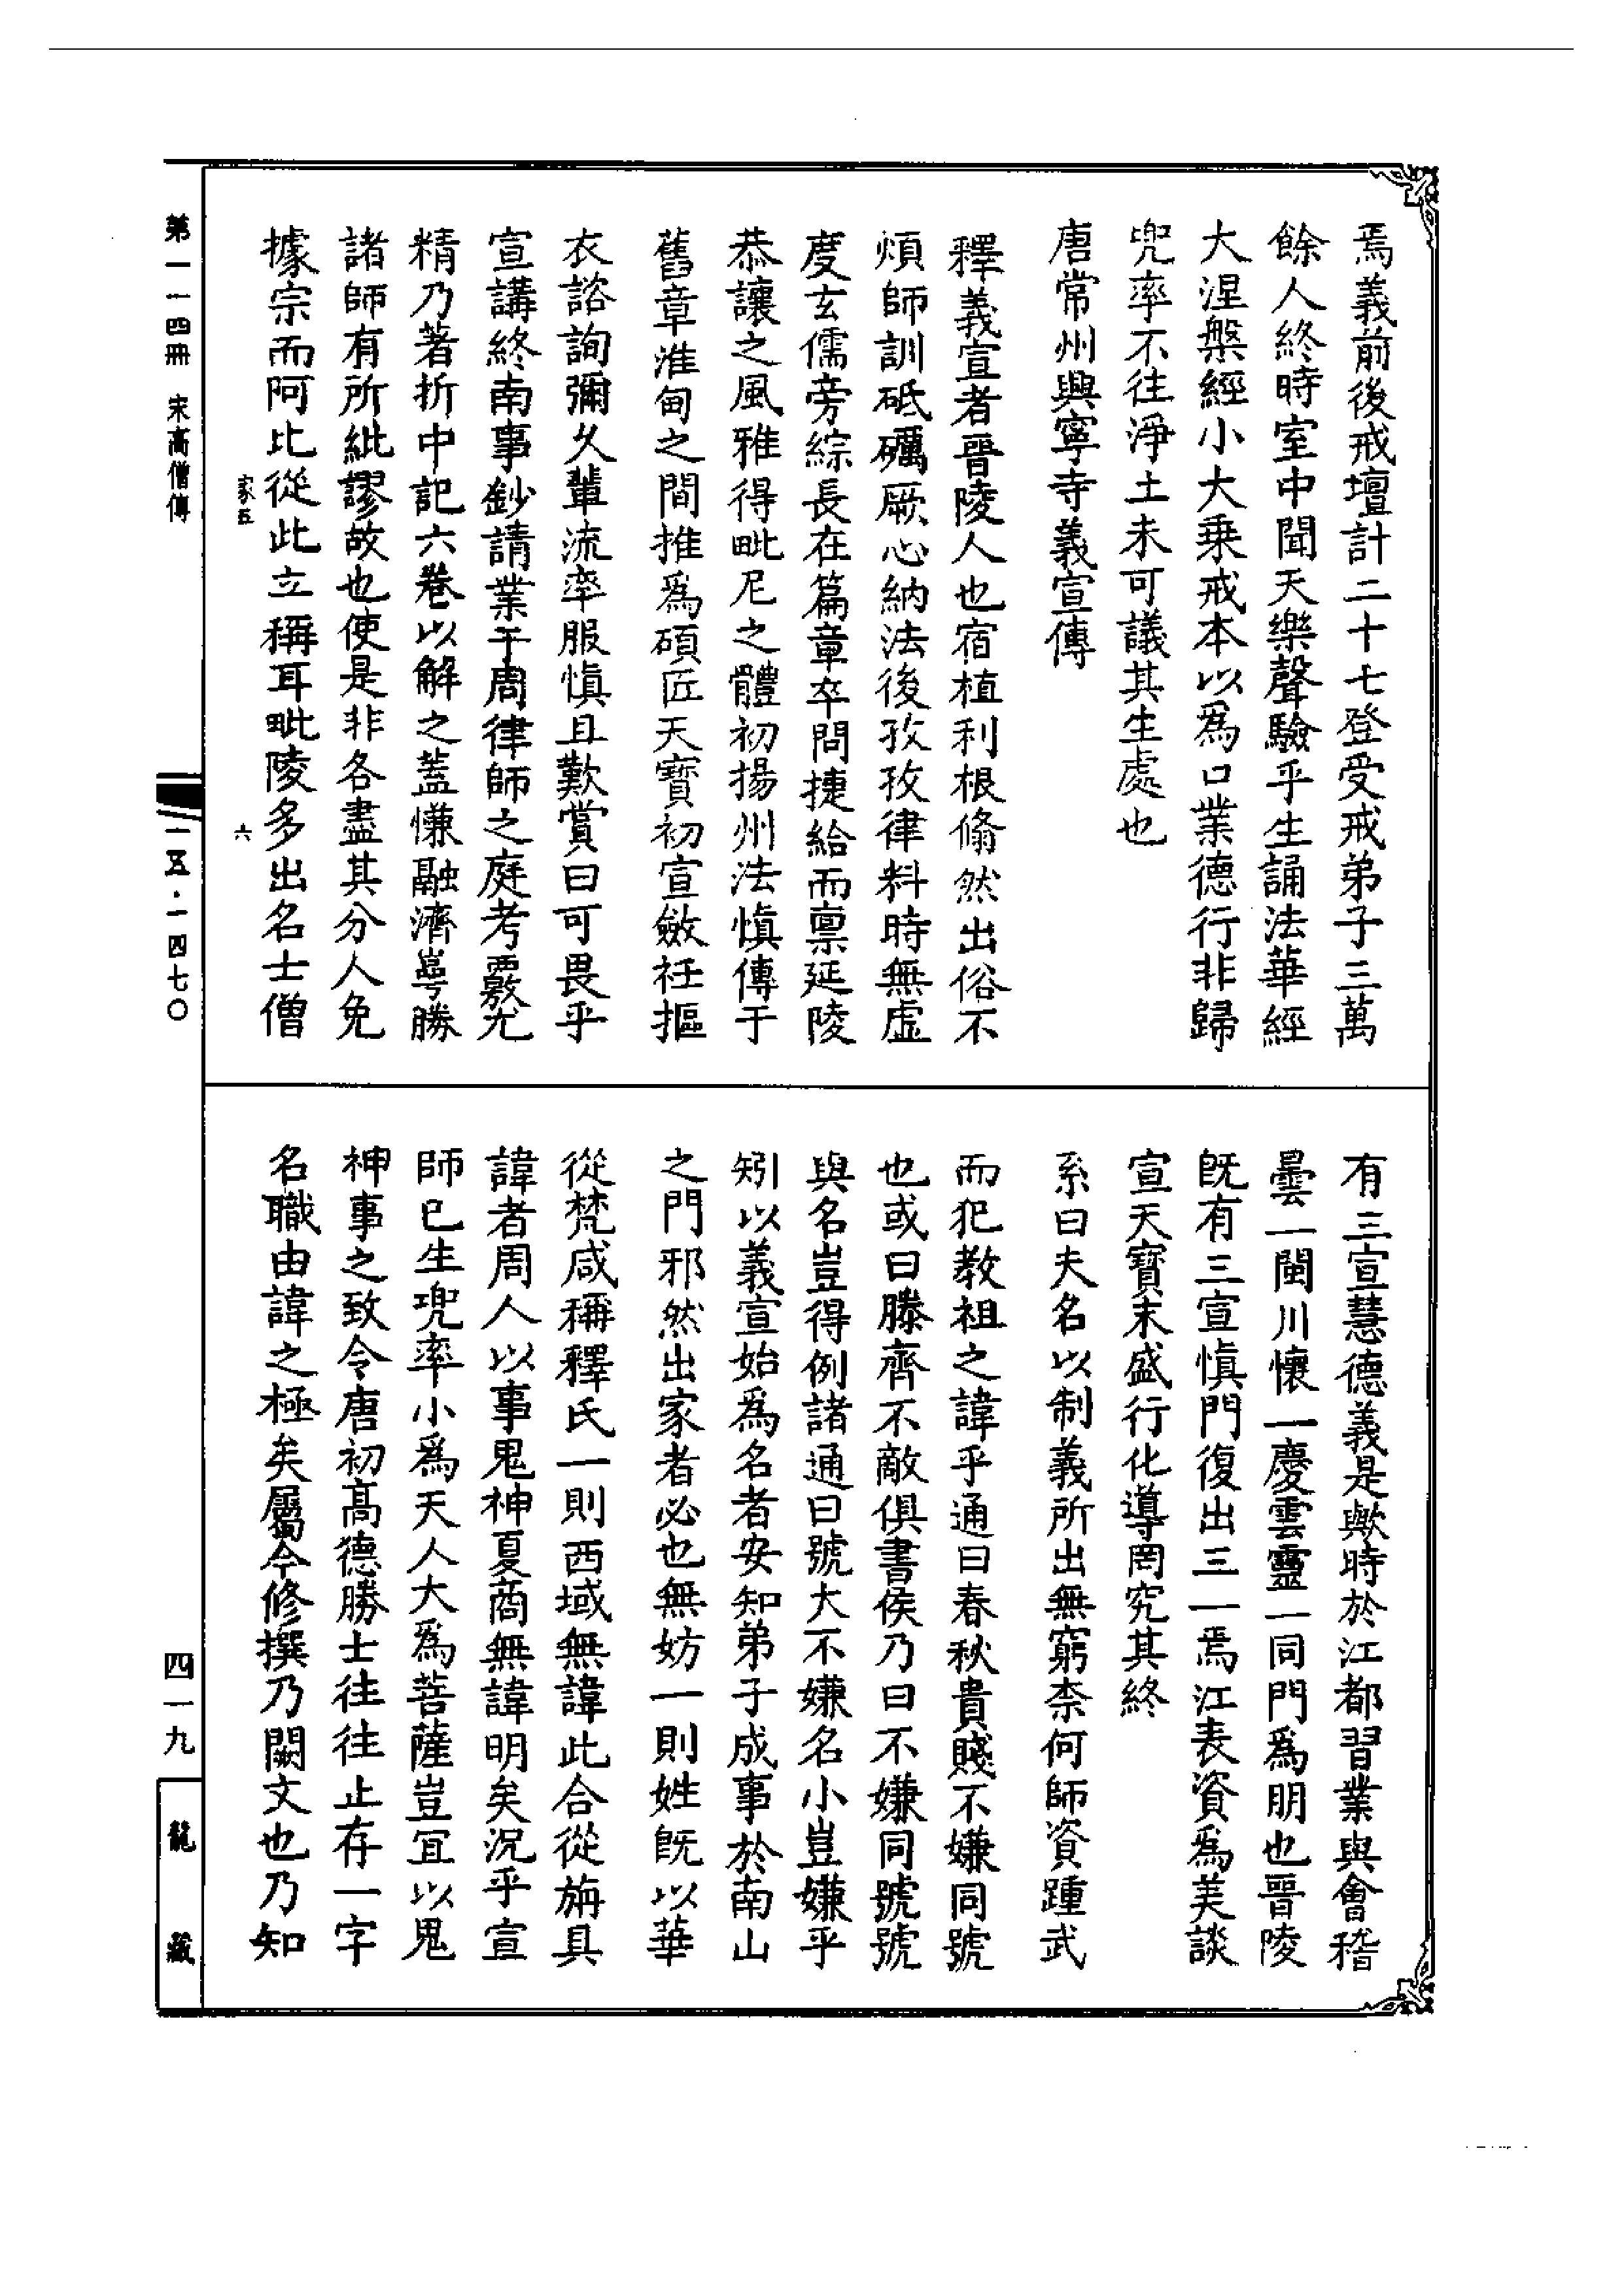 焉義前後戒壇計二十七登受戒弟子三萬
餘人終時室中聞天樂聲驗乎生誦法華經
大涅槃經小大乗戒本以爲口業德行非歸
兜率不往淨土未可議其生處也
唐常州興寧寺義宣傳
釋義宣者晉陵人也宿植利根翛然出俗不
煩師訓砥礪厥心納法後孜孜律科時無虛
度玄儒旁綜長在篇章卒問捷給而禀延陵
恭讓之風雅得毗尼之體初揚州法慎傳于
舊章淮甸之間推爲碩匠天寶初宣斂衽摳
衣諮詢彌久輩流率服慎且歎賞曰可畏乎
宣講終南事鈔請業于周律師之庭考覈尤
精乃著折中記六卷以解之蓋慊融濟㟧勝
諸師有所紕謬故也使是非各盡其分人免
據宗而阿比從此立稱耳毗陵多出名士僧
有三宣慧德義是歟時於江都習業與會稽
曇一閩川懷一慶雲靈一同門爲朋也晉陵
旣有三宣慎門復出三一焉江表資爲美談
宣天寶末盛行化導罔究其終
系曰夫名以制義所出無窮柰何師資踵武
而犯教祖之諱乎通曰春秋貴賤不嫌同號
也或曰滕齊不敵俱書侯乃曰不嫌同號號
與名豈得例諸通曰號大不嫌名小豈嫌乎
矧以義宣始爲名者安知弟子成事於南山
之門邪然出家者必也無妨一則姓旣以華
從梵咸稱釋氏一則西域無諱此合從旃具
諱者周人以事鬼神夏商無諱明矣況乎宣
師已生兜率小爲天人大爲菩薩豈宜以鬼
神事之致令唐初高德勝士往往止存一字
名職由諱之極矣屬今修撰乃闕文也乃知
第一一四冊 宋高僧傳
家五
六
一五·一四七〇
四一九
龍藏